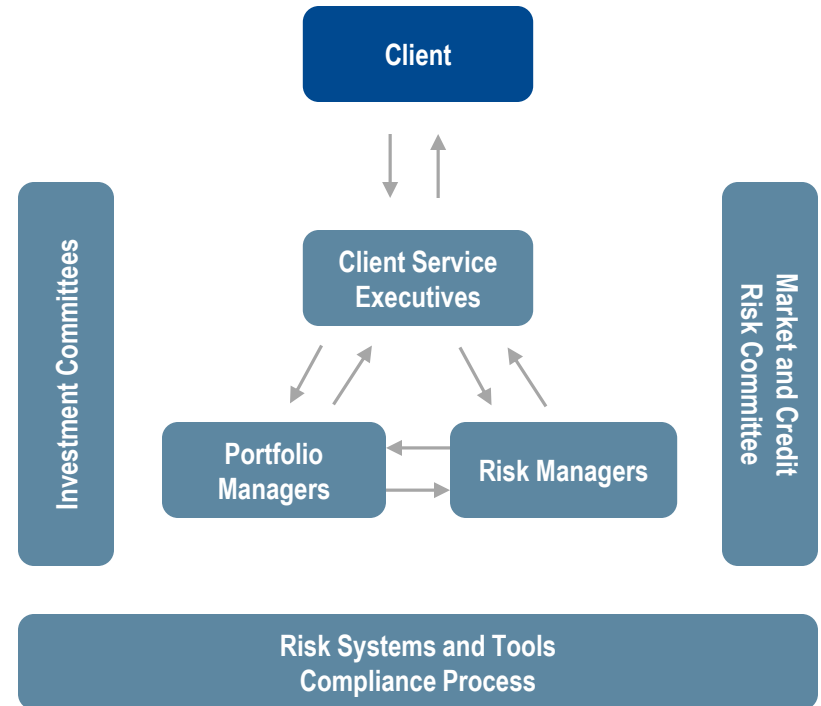 Client
Client Service
Executives
Investment Committees
Market and Credit
Risk Committee
Portfolio
Managers
Risk Managers
Risk Systems and Tools
Compliance Process